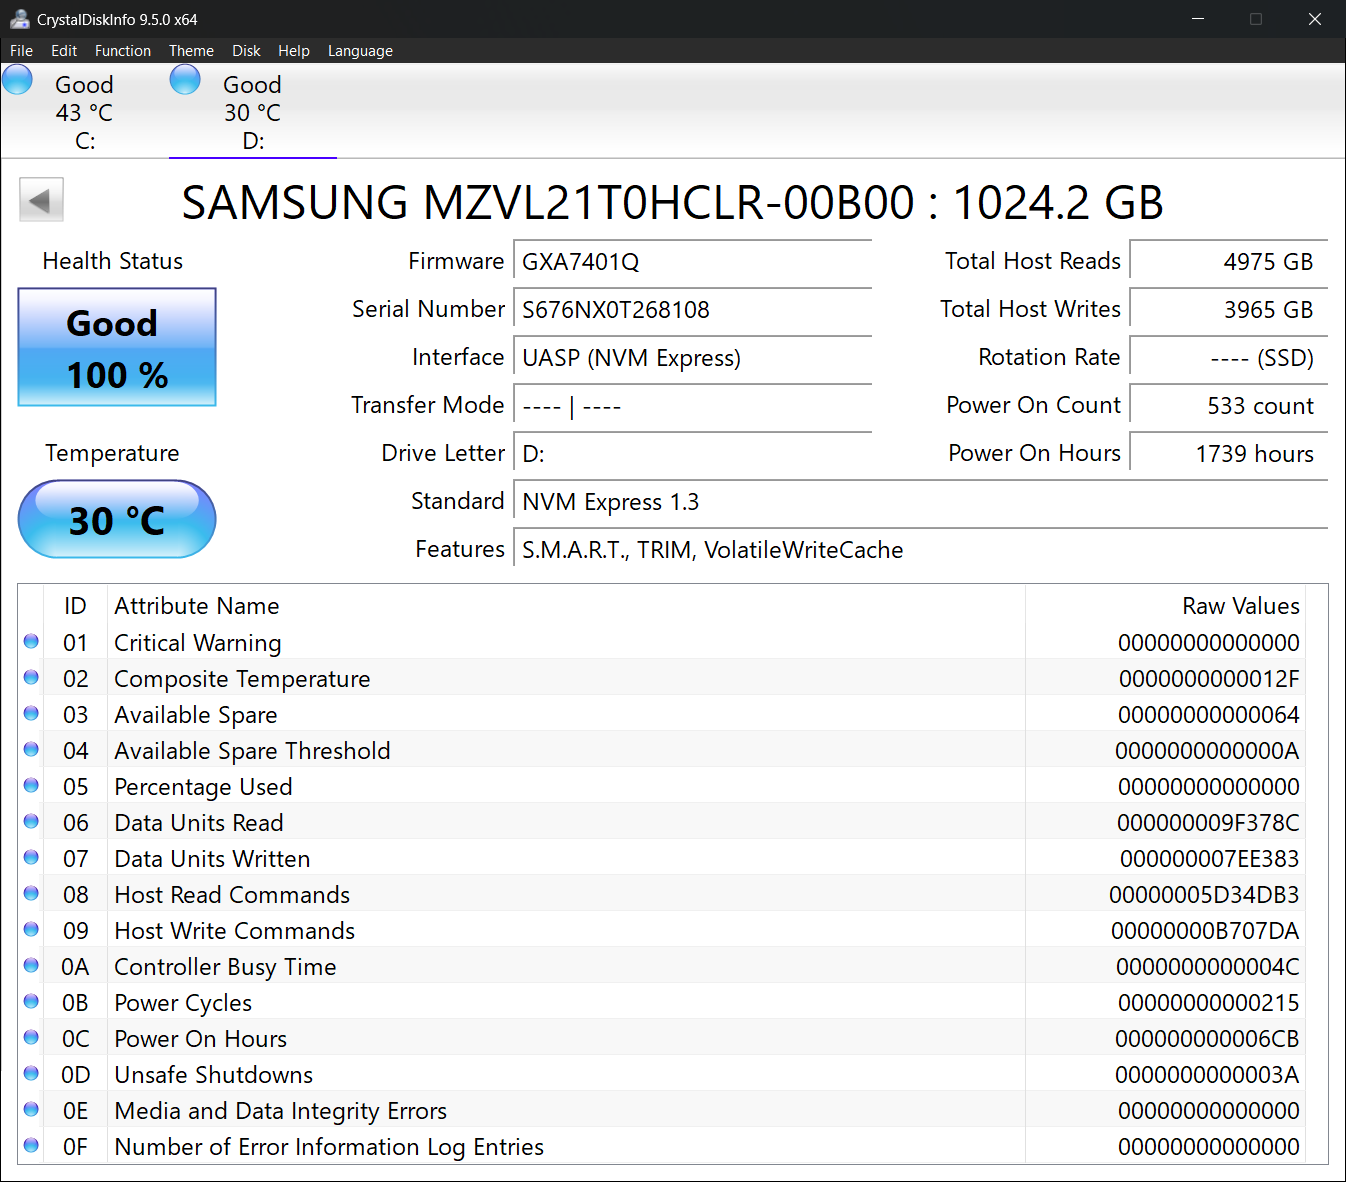 CrystalDiskInfo 9.5.0 x64
File Edit Function Theme Disk Help Language
Good Good
43 °C 30 °C
C: D:
SAMSUNG MZVL21T0HCLR-00B00 : 1024.2 GB
Health Status
Good
100 %
Temperature
30 °C
Firmware GXA7401Q
Serial Number S676NX0T268108
Interface UASP (NVM Express)
Transfer Mode ---- | ----
Drive Letter D:
Standard NVM Express 1.3
Features S.M.A.R.T., TRIM, VolatileWriteCache
Total Host Reads 4975 GB
Total Host Writes 3965 GB
Rotation Rate ---- (SSD)
Power On Count 533 count
Power On Hours 1739 hours
ID Attribute Name Raw Values
01 Critical Warning 00000000000000
02 Composite Temperature 0000000000012F
03 Available Spare 00000000000064
04 Available Spare Threshold 0000000000000A
05 Percentage Used 00000000000000
06 Data Units Read 000000009F378C
07 Data Units Written 000000007EE383
08 Host Read Commands 00000005D34DB3
09 Host Write Commands 00000000B707DA
0A Controller Busy Time 0000000000004C
0B Power Cycles 00000000000215
0C Power On Hours 000000000006CB
0D Unsafe Shutdowns 0000000000003A
0E Media and Data Integrity Errors 00000000000000
0F Number of Error Information Log Entries 00000000000000